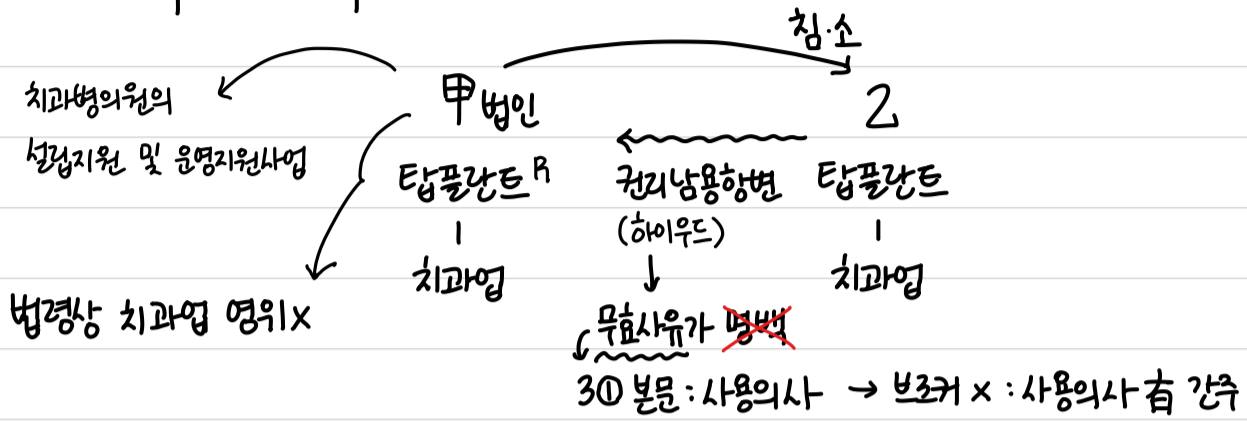 침·소
치과병의원의
설립지원 및 운영지원사업
甲법인
탑플란트 R
|
치과업
권리남용항변
(하이우드)
乙
탑플란트
|
치과업
법령상 치과업 영위 x
무효사유가 명백
3① 본문 : 사용의사 → 브로커 x : 사용의사 有 간주